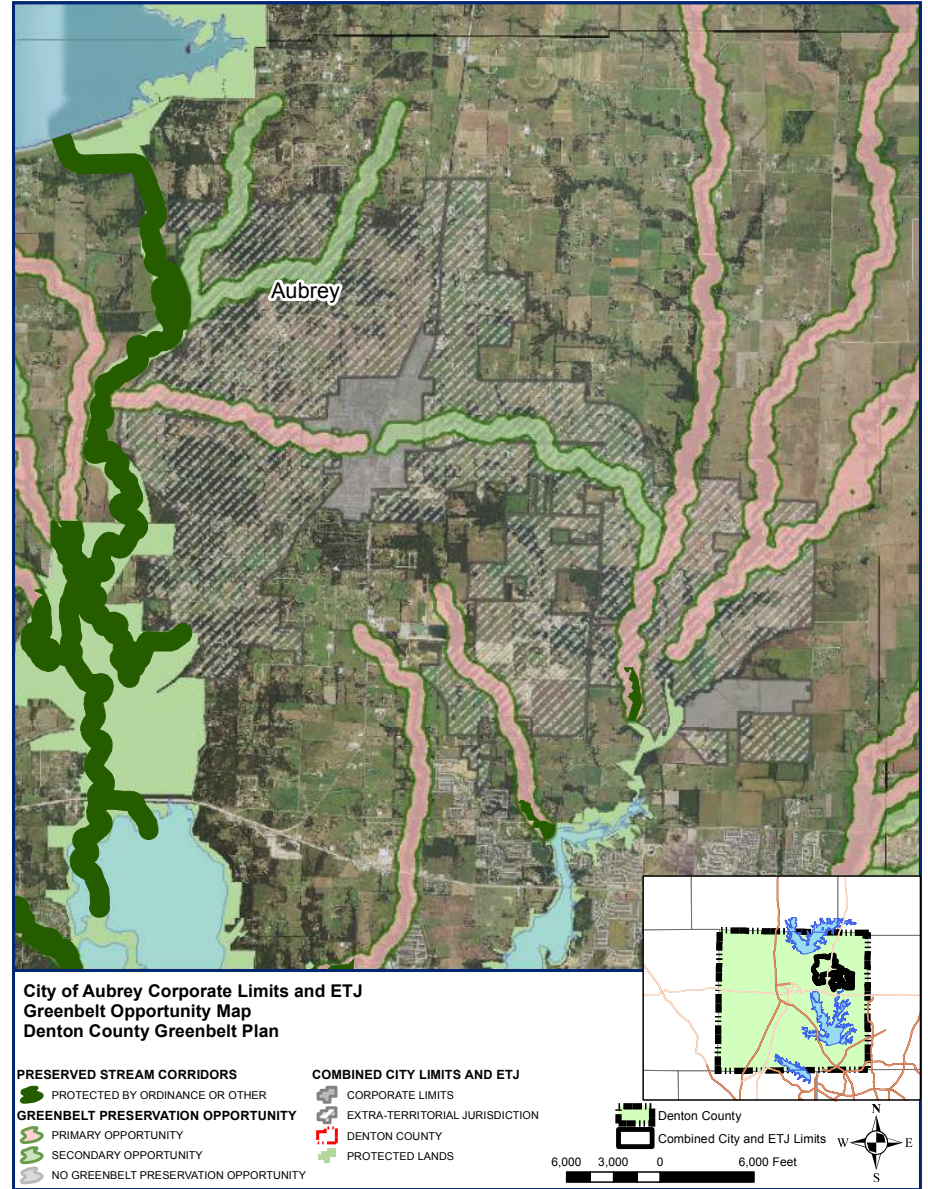 Aubrey
City of Aubrey Corporate Limits and ETJ
Greenbelt Opportunity Map
Denton County Greenbelt Plan
PRESERVED STREAM CORRIDORS
PROTECTED BY ORDINANCE OR OTHER
GREENBELT PRESERVATION OPPORTUNITY
PRIMARY OPPORTUNITY
SECONDARY OPPORTUNITY
NO GREENBELT PRESERVATION OPPORTUNITY
COMBINED CITY LIMITS AND ETJ
CORPORATE LIMITS
EXTRA-TERRITORIAL JURISDICTION
DENTON COUNTY
PROTECTED LANDS
Denton County
Combined City and ETJ Limits
N
W E
S
6,000 3,000 0 6,000 Feet